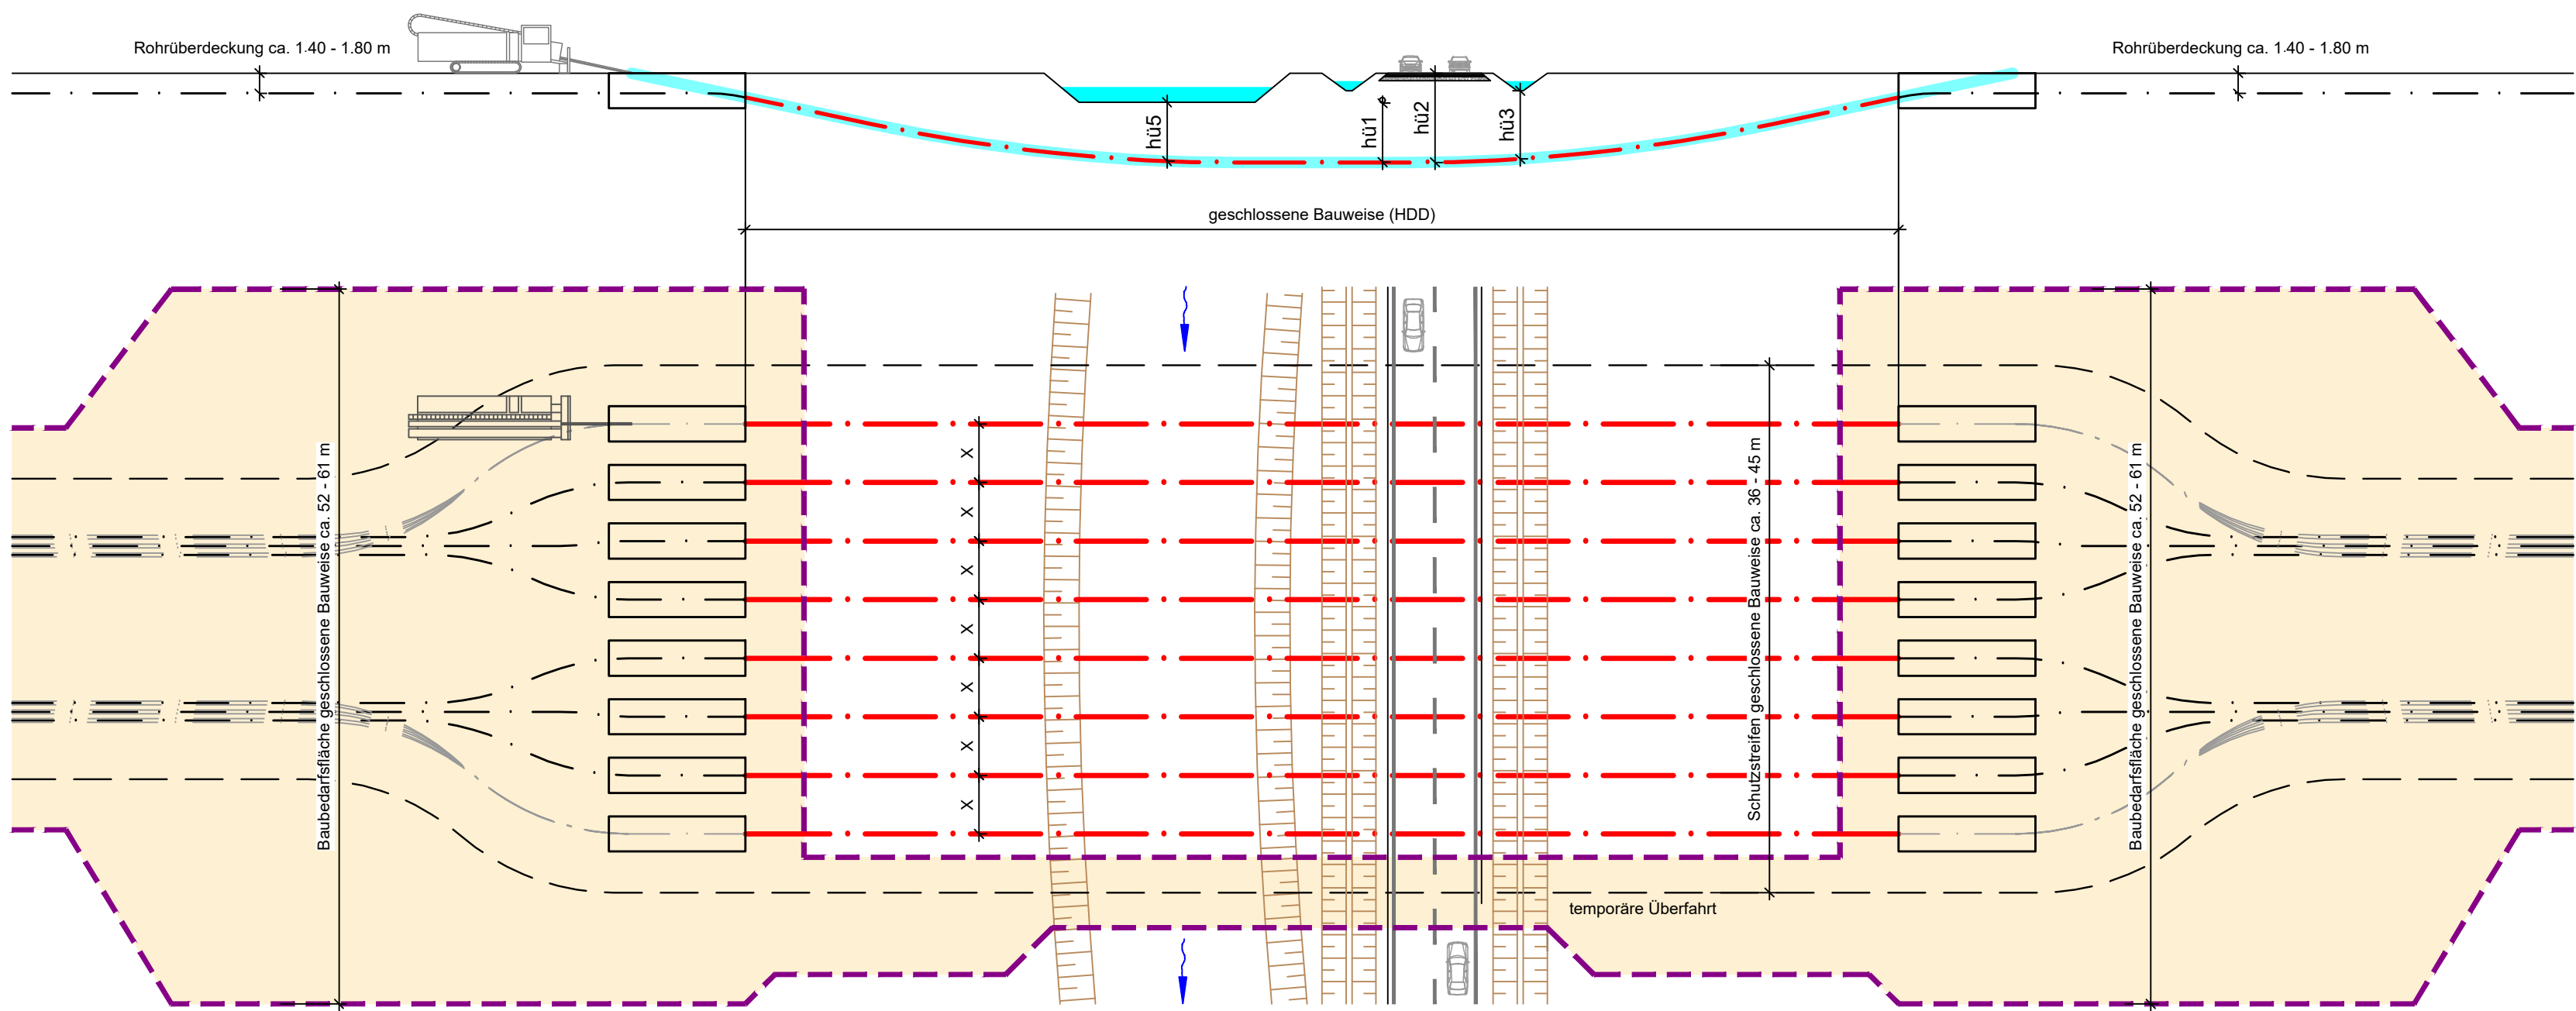 Rohrüberdeckung ca. 1.40 - 1.80 m
Rohrüberdeckung ca. 1.40 - 1.80 m
hü5
hü1
hü2
hü3
geschlossene Bauweise (HDD)
Baubedarfsfläche geschlossene Bauweise ca. 52 - 61 m
X
X
X
X
X
X
X
Schutzstreifen geschlossene Bauweise ca. 36 - 45 m
Baubedarfsfläche geschlossene Bauweise ca. 52 - 61 m
temporäre Überfahrt